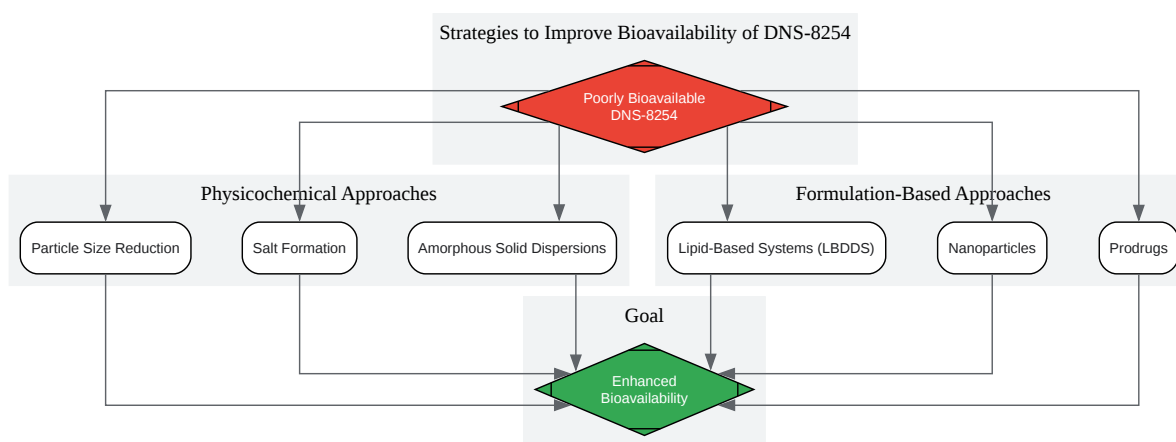 Strategies to Improve Bioavailability of DNS-8254
Poorly Bioavailable
DNS-8254
Physicochemical Approaches
Formulation-Based Approaches
Particle Size Reduction
Salt Formation
Amorphous Solid Dispersions
Lipid-Based Systems (LBDDS)
Nanoparticles
Prodrugs
Goal
Enhanced
Bioavailability